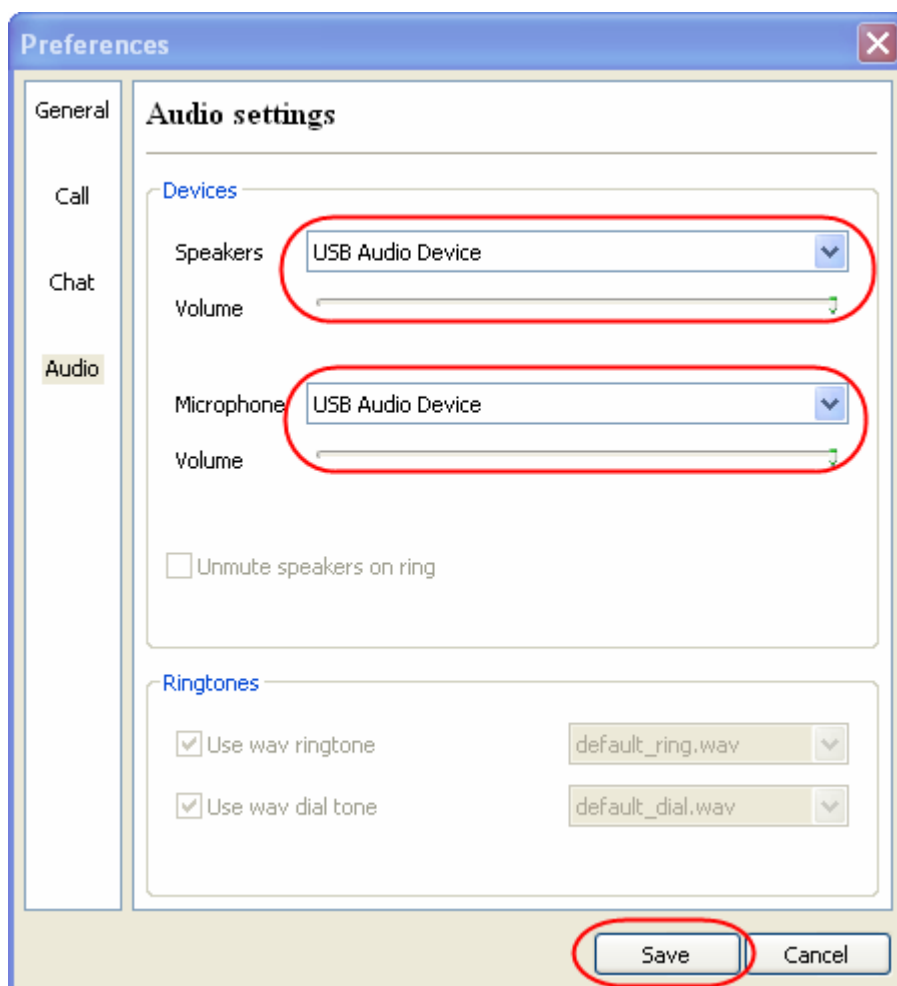 Preferences
General
Call
Chat
Audio
Audio settings
Devices
Speakers USB Audio Device
Volume
Microphone USB Audio Device
Volume
Unmute speakers on ring
Ringtones
Use wav ringtone default_ring.wav
Use wav dial tone default_dial.wav
Save Cancel